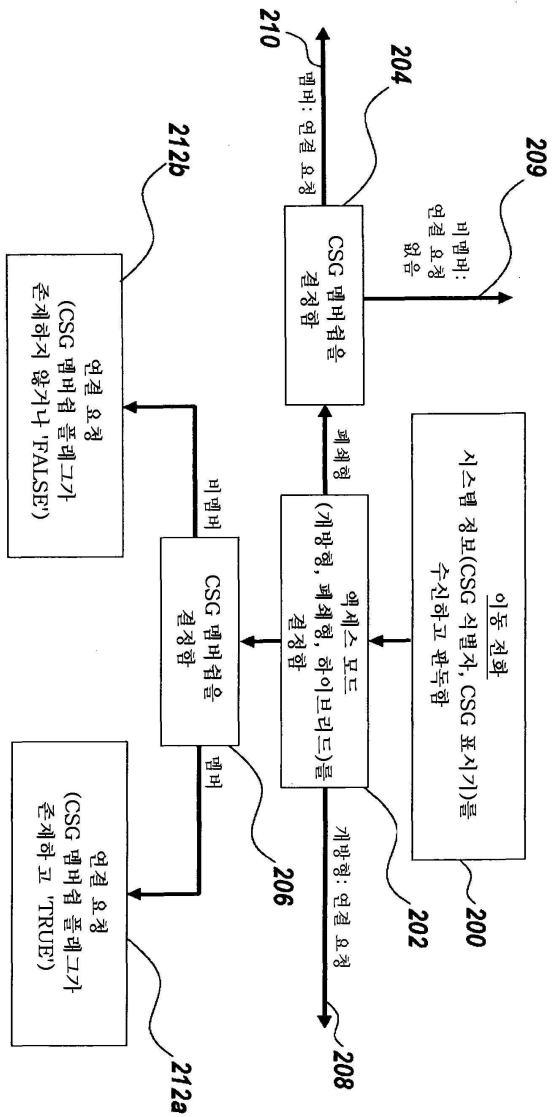 이동 전화
시스템 정보(CSG 식별자, CSG 표시기)를
수신하고 판독함
200
액세스 모드
(개방형, 폐쇄형, 하이브리드)를
결정함
202
개방형: 연결 요청
208
폐쇄형
CSG 멤버쉽을
결정함
204
비멤버:
연결 요청
없음
209
멤버: 연결 요청
210
CSG 멤버쉽을
결정함
206
비멤버
멤버
연결 요청
(CSG 멤버쉽 플래그가
존재하지 않거나 'FALSE')
212b
연결 요청
(CSG 멤버쉽 플래그가
존재하고 'TRUE')
212a